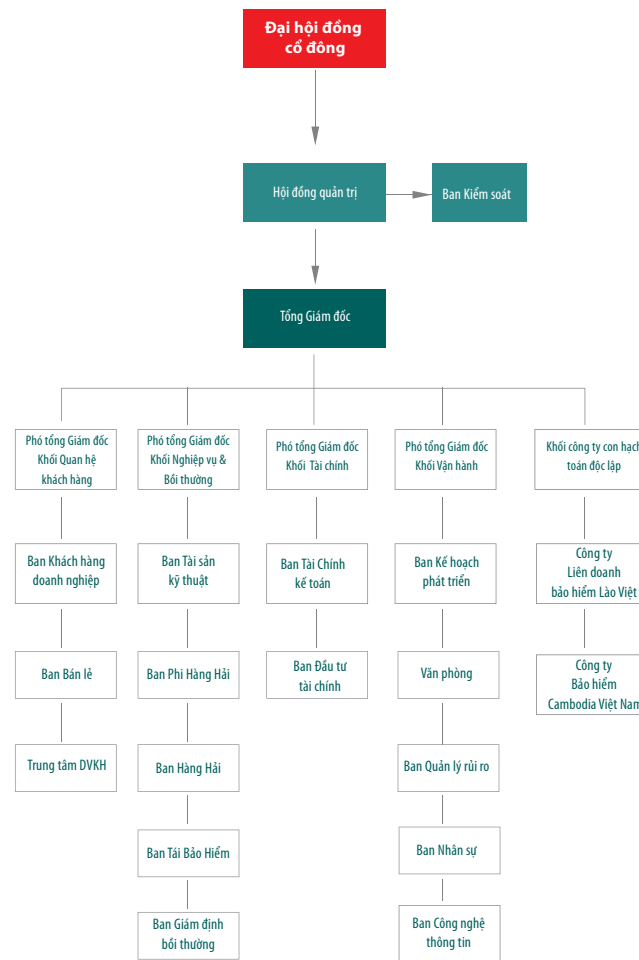 Đại hội đồng
cổ đông
Hội đồng quản trị
Ban Kiểm soát
Tổng Giám đốc
Phó tổng Giám đốc
Khối Quan hệ
khách hàng
Phó tổng Giám đốc
Khối Nghiệp vụ &
Bồi thường
Phó tổng Giám đốc
Khối Tài chính
Phó tổng Giám đốc
Khối Vận hành
Khối công ty con hạch
toán độc lập
Ban Khách hàng
doanh nghiệp
Ban Tài sản
kỹ thuật
Ban Tài Chính
kế toán
Ban Kế hoạch
phát triển
Công ty
Liên doanh
bảo hiểm Lào Việt
Ban Bán lẻ
Ban Phi Hàng Hải
Ban Đầu tư
tài chính
Văn phòng
Công ty
Bảo hiểm
Cambodia Việt Nam
Trung tâm DVKH
Ban Hàng Hải
Ban Quản lý rủi ro
Ban Tái Bảo Hiểm
Ban Nhân sự
Ban Giám định
bồi thường
Ban Công nghệ
thông tin